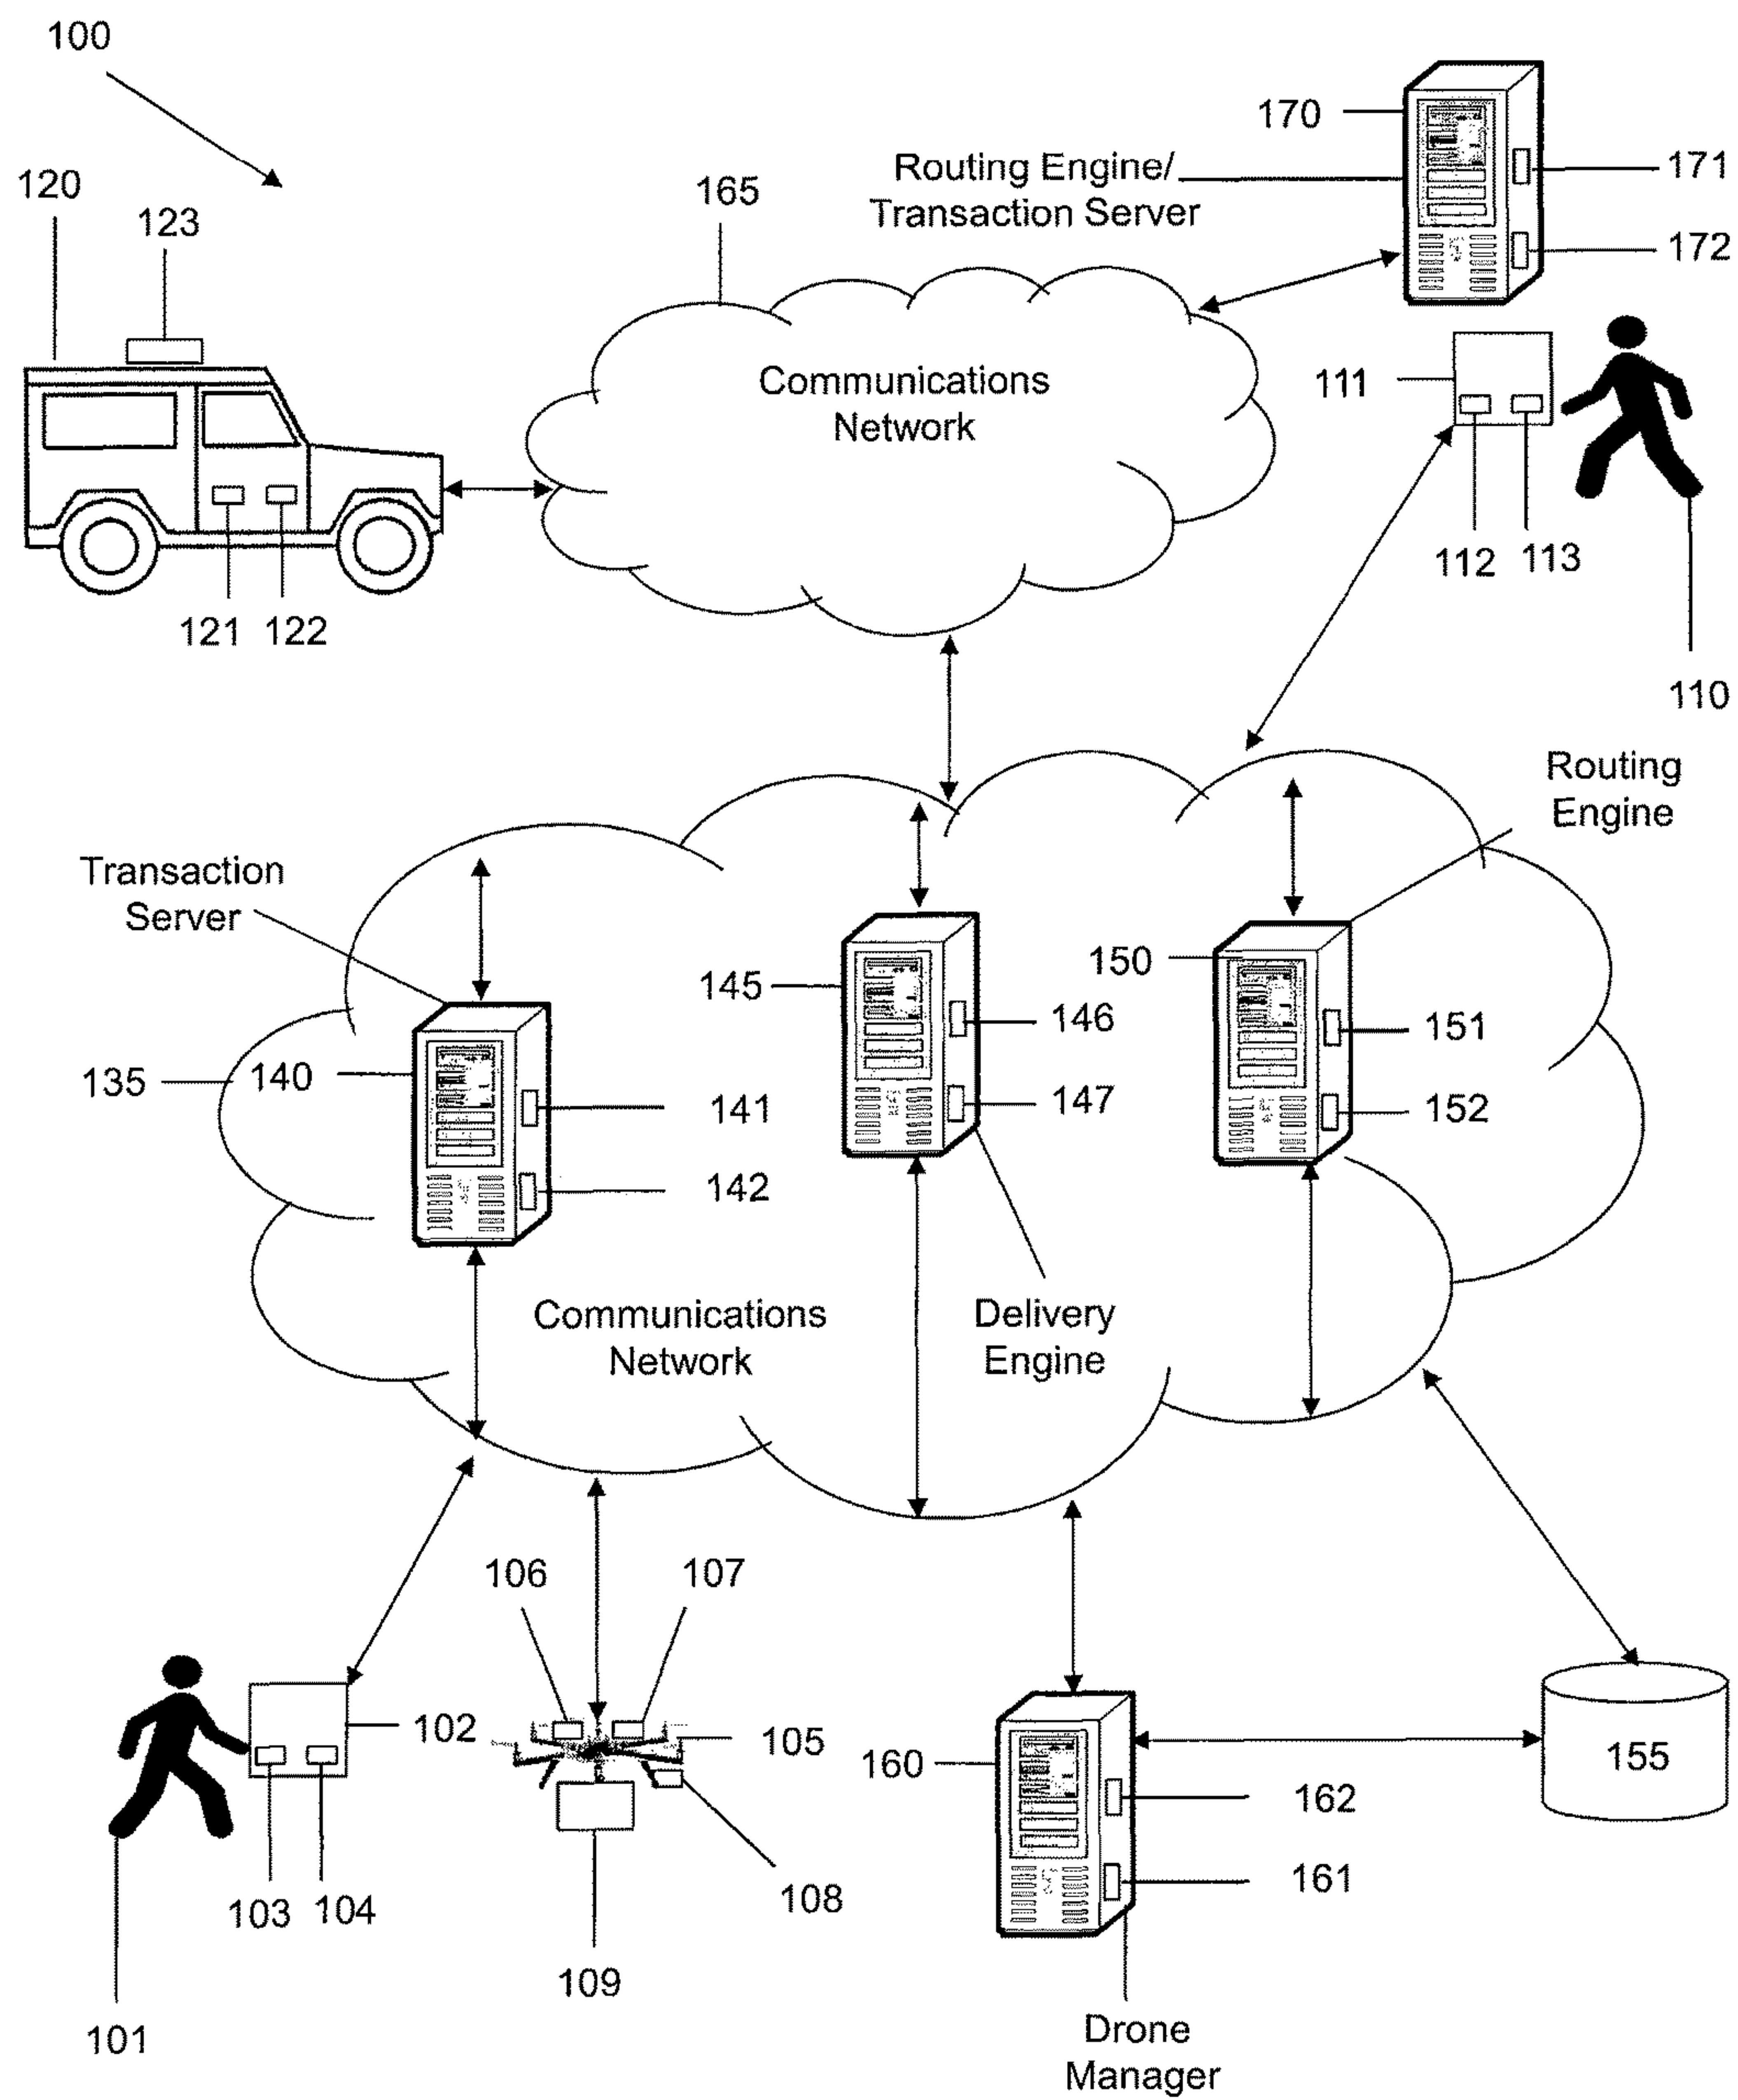 100
170
Routing Engine/
Transaction Server
171
172
120
123
165
Communications
Network
111
112
113
110
121
122
Routing
Engine
Transaction
Server
145
146
147
150
151
152
135
140
141
142
Communications
Network
Delivery
Engine
106
107
102
105
103
104
108
109
101
160
162
161
155
Drone
Manager